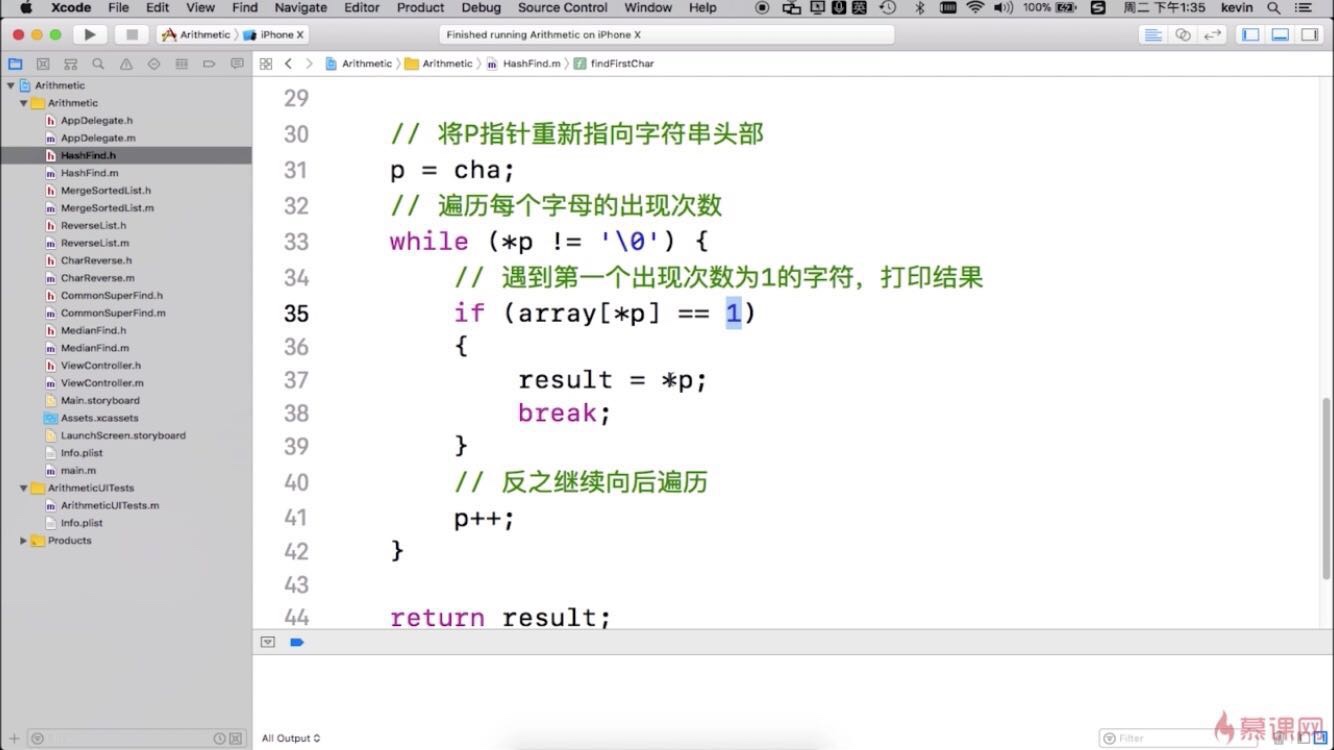 Xcode File Edit View Find Navigate Editor Product Debug Source Control Window Help 英 100% 周二 下午1:35 kevin
Arithmetic iPhone X Finished running Arithmetic on iPhone X
Arithmetic Arithmetic HashFind.m findFirstChar
Arithmetic
Arithmetic
AppDelegate.h
AppDelegate.m
HashFind.h
HashFind.m
MergeSortedList.h
MergeSortedList.m
ReverseList.h
ReverseList.m
CharReverse.h
CharReverse.m
CommonSuperFind.h
CommonSuperFind.m
MedianFind.h
MedianFind.m
ViewController.h
ViewController.m
Main.storyboard
Assets.xcassets
LaunchScreen.storyboard
Info.plist
main.m
ArithmeticUITests
ArithmeticUITests.m
Info.plist
Products
29
30 // 将P指针重新指向字符串头部
31 p = cha;
32 // 遍历每个字母的出现次数
33 while (*p != '\0') {
34 // 遇到第一个出现次数为1的字符，打印结果
35 if (array[*p] == 1)
36 {
37 result = *p;
38 break;
39 }
40 // 反之继续向后遍历
41 p++;
42 }
43
44 return result;
All Output
Filter
慕课网